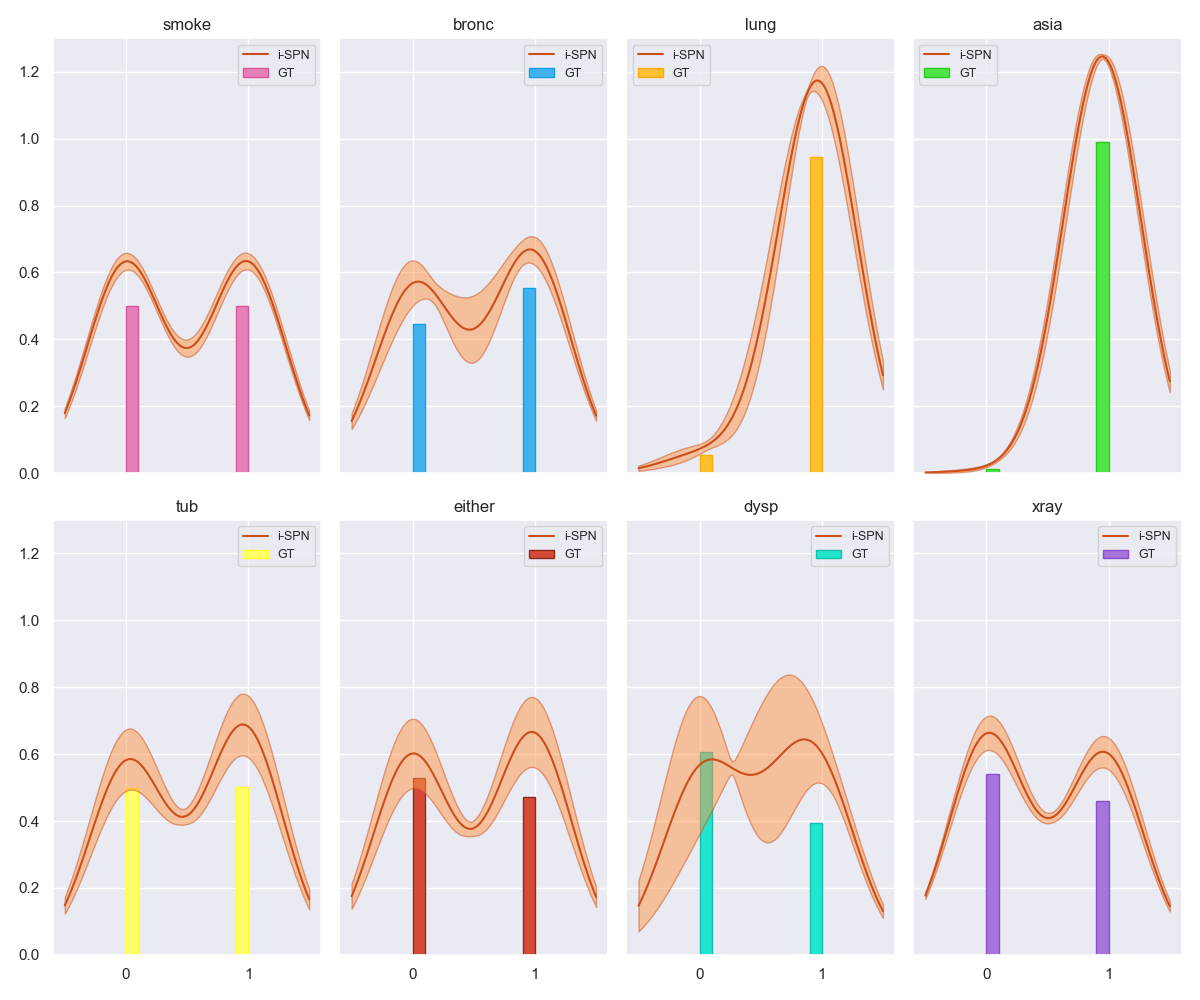 smoke
bronc
lung
asia
i-SPN
GT
i-SPN
GT
i-SPN
GT
i-SPN
GT
1.2
1.0
0.8
0.6
0.4
0.2
0.0
tub
either
dysp
xray
i-SPN
GT
i-SPN
GT
i-SPN
GT
i-SPN
GT
1.2
1.0
0.8
0.6
0.4
0.2
0.0
0 1
0 1
0 1
0 1